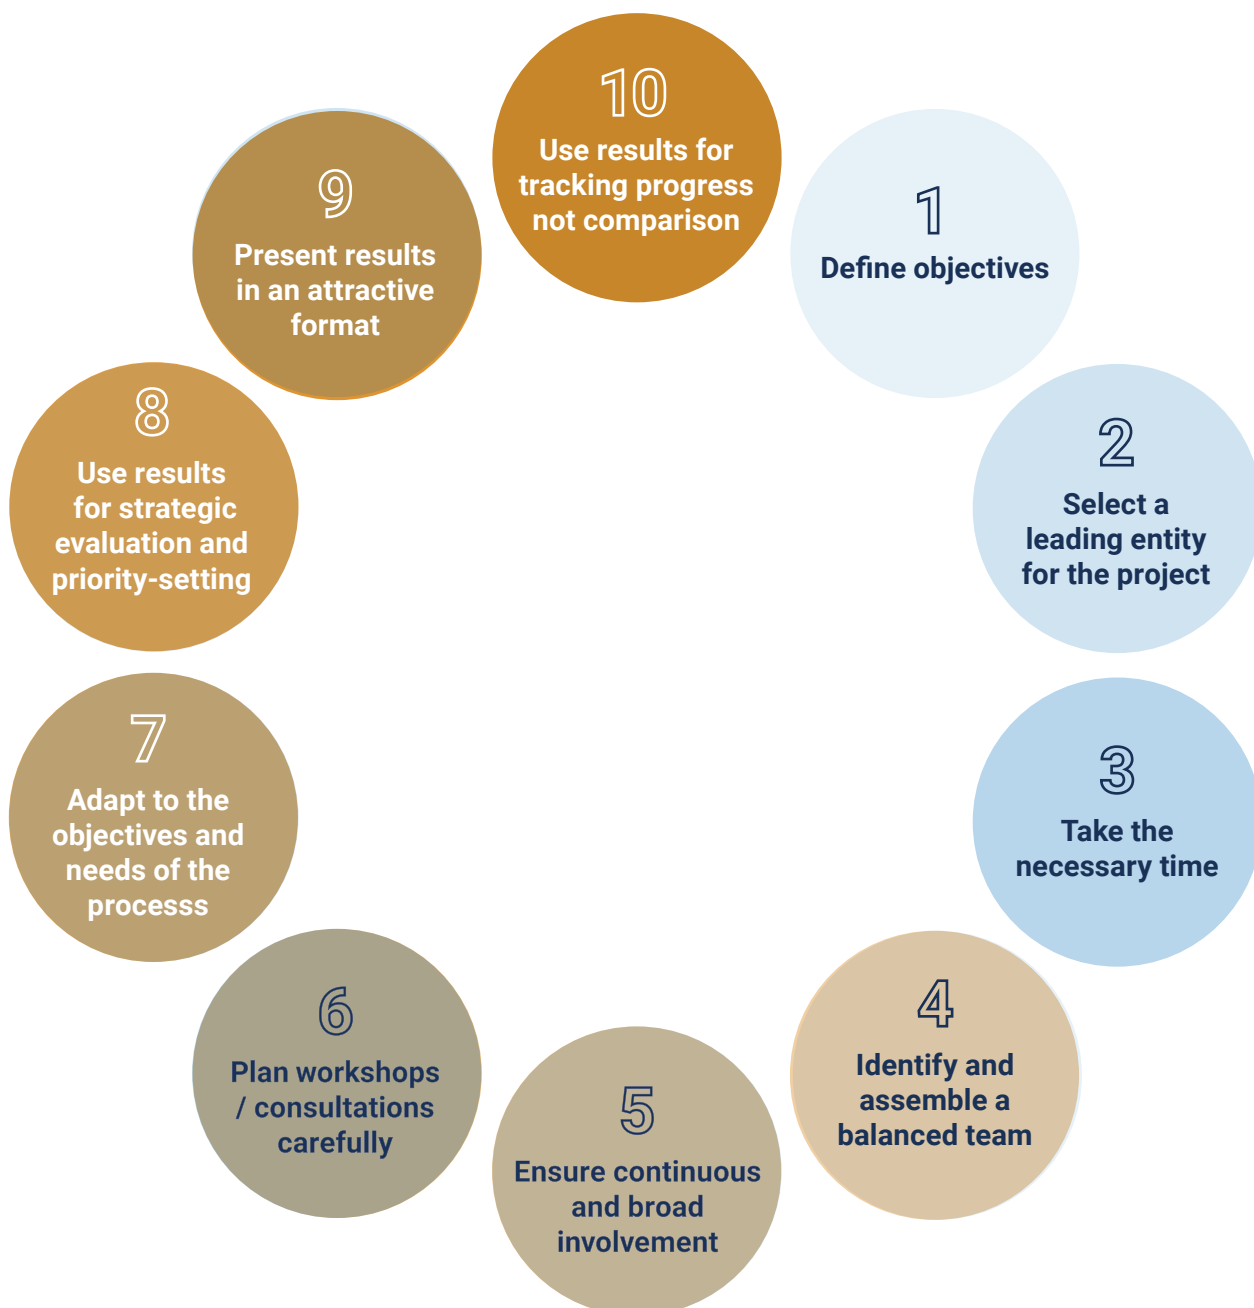 10
Use results for
tracking progress
not comparison
1
Define objectives
2
Select a
leading entity
for the project
3
Take the
necessary time
4
Identify and
assemble a
balanced team
5
Ensure continuous
and broad
involvement
6
Plan workshops
/ consultations
carefully
7
Adapt to the
objectives and
needs of the
processs
8
Use results
for strategic
evaluation and
priority-setting
9
Present results
in an attractive
format